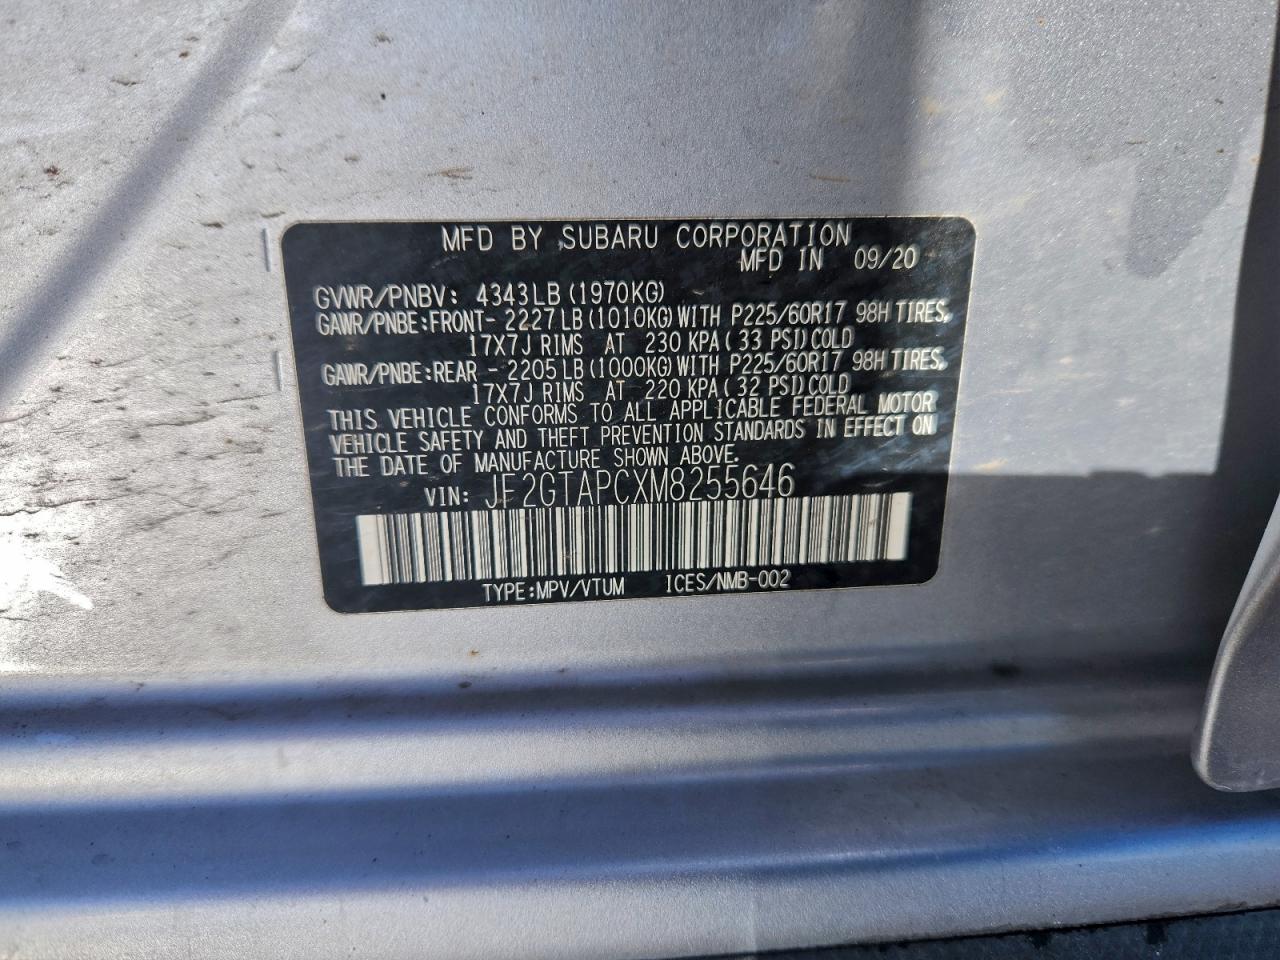 MFD BY SUBARU CORPORATION
MFD IN 09/20
GVWR/PNBV: 4343LB (1970KG)
GAWR/PNBE:FRONT- 2227LB (1010KG) WITH P225/60R17 98H TIRES,
17X7J RIMS AT 230 KPA( 33 PSI)COLD
GAWR/PNBE:REAR - 2205LB (1000KG) WITH P225/60R17 98H TIRES,
17X7J RIMS AT 220 KPA( 32 PSI)COLD
THIS VEHICLE CONFORMS TO ALL APPLICABLE FEDERAL MOTOR
VEHICLE SAFETY AND THEFT PREVENTION STANDARDS IN EFFECT ON
THE DATE OF MANUFACTURE SHOWN ABOVE.
VIN: JF2GTAPCXM8255646
TYPE:MPV/VTUM ICES/NMB-002